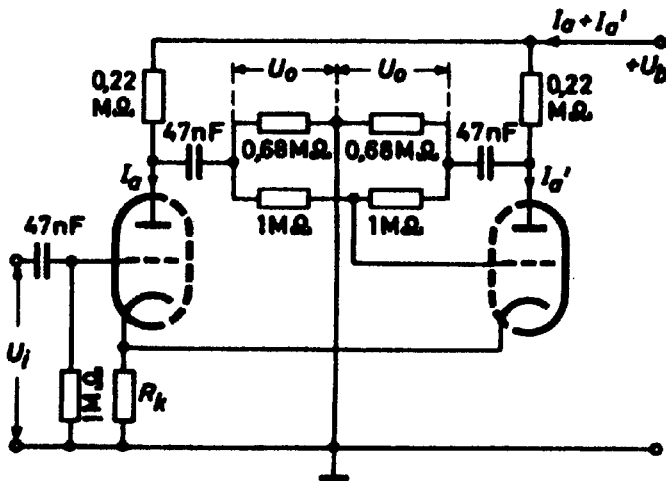 Ia + Ia'
+Ub
Uo
Uo
0,22
MΩ
0,22
MΩ
47nF
0,68MΩ
0,68MΩ
47nF
Ia
Ia'
1MΩ
1MΩ
47nF
Ui
1MΩ
Rk